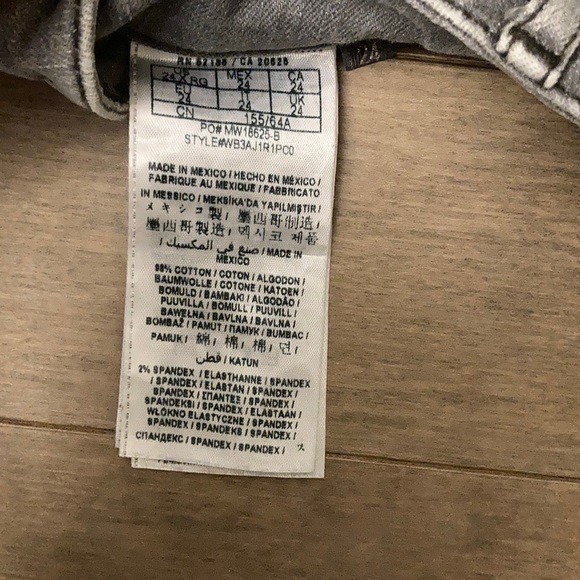 RN 52136 / CA 20625
US MEX CA
24 X RG 24 24
EU IT UK
24 24 24
CN 155/64A
PO# MW18625-B
STYLE#WB3AJ1R1PC0
MADE IN MEXICO / HECHO EN MÉXICO /
FABRIQUÉ AU MEXIQUE / FABBRICATO
IN MESSICO / MEKSİKA'DA YAPILMIŞTIR /
メキシコ製 / 墨西哥制造 /
墨西哥製造 / 멕시코 제품
/ صنع في المكسيك / MADE IN
MEXICO
98% COTTON / COTON / ALGODON /
BAUMWOLLE / COTONE / KATOEN /
BOMULD / BAMBAKI / ALGODÃO /
PUUVILLA / BOMULL / PUUVILL /
BAWEŁNA / BAVLNA / BAVLNA /
BOMBAŽ / PAMUT / ПАМУК / BUMBAC /
PAMUK / 綿 / 棉 / 棉 / 면 /
قطن / KATUN
2% SPANDEX / ELASTHANNE / SPANDEX
/ SPANDEX / ELASTAN / SPANDEX /
SPANDEX / ΣΠΑΝΤΕΞ / SPANDEX /
SPANDEKSI / SPANDEX / ELASTAAN /
WŁÓKNO ELASTYCZNE / SPANDEX /
SPANDEX / SPANDEKS / SPANDEX /
СПАНДЕКС / SPANDEX / SPANDEX /
24